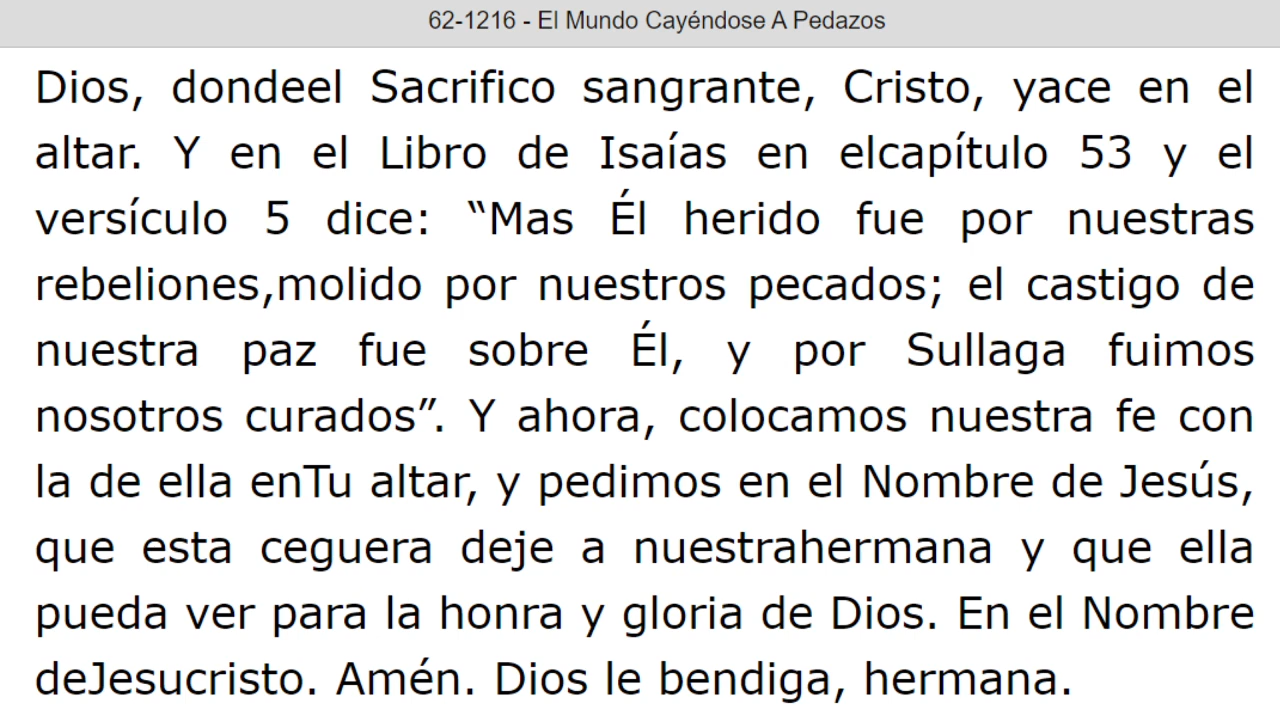 62-1216 - El Mundo Cayéndose A Pedazos
Dios, dondeel Sacrifico sangrante, Cristo, yace en el
altar. Y en el Libro de Isaías en elcapítulo 53 y el
versículo 5 dice: “Mas Él herido fue por nuestras
rebeliones,molido por nuestros pecados; el castigo de
nuestra paz fue sobre Él, y por Sullaga fuimos
nosotros curados”. Y ahora, colocamos nuestra fe con
la de ella enTu altar, y pedimos en el Nombre de Jesús,
que esta ceguera deje a nuestrahermana y que ella
pueda ver para la honra y gloria de Dios. En el Nombre
deJesucristo. Amén. Dios le bendiga, hermana.